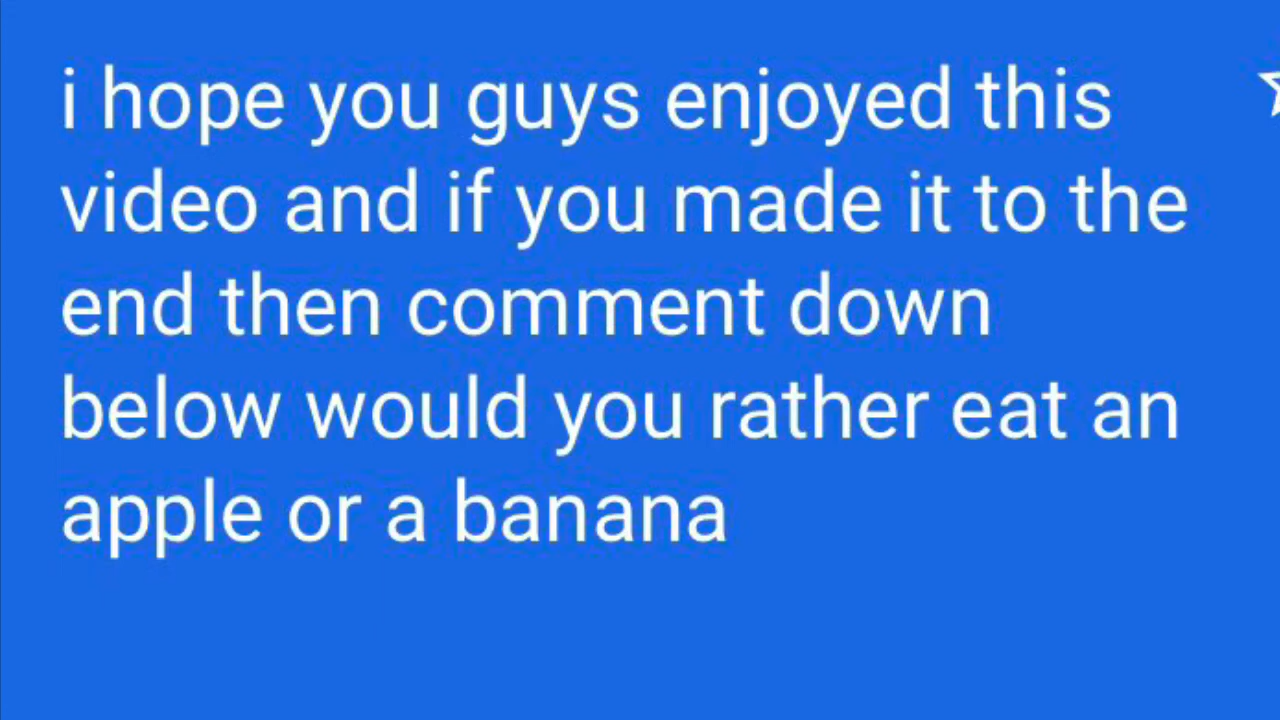 i hope you guys enjoyed this
video and if you made it to the
end then comment down
below would you rather eat an
apple or a banana